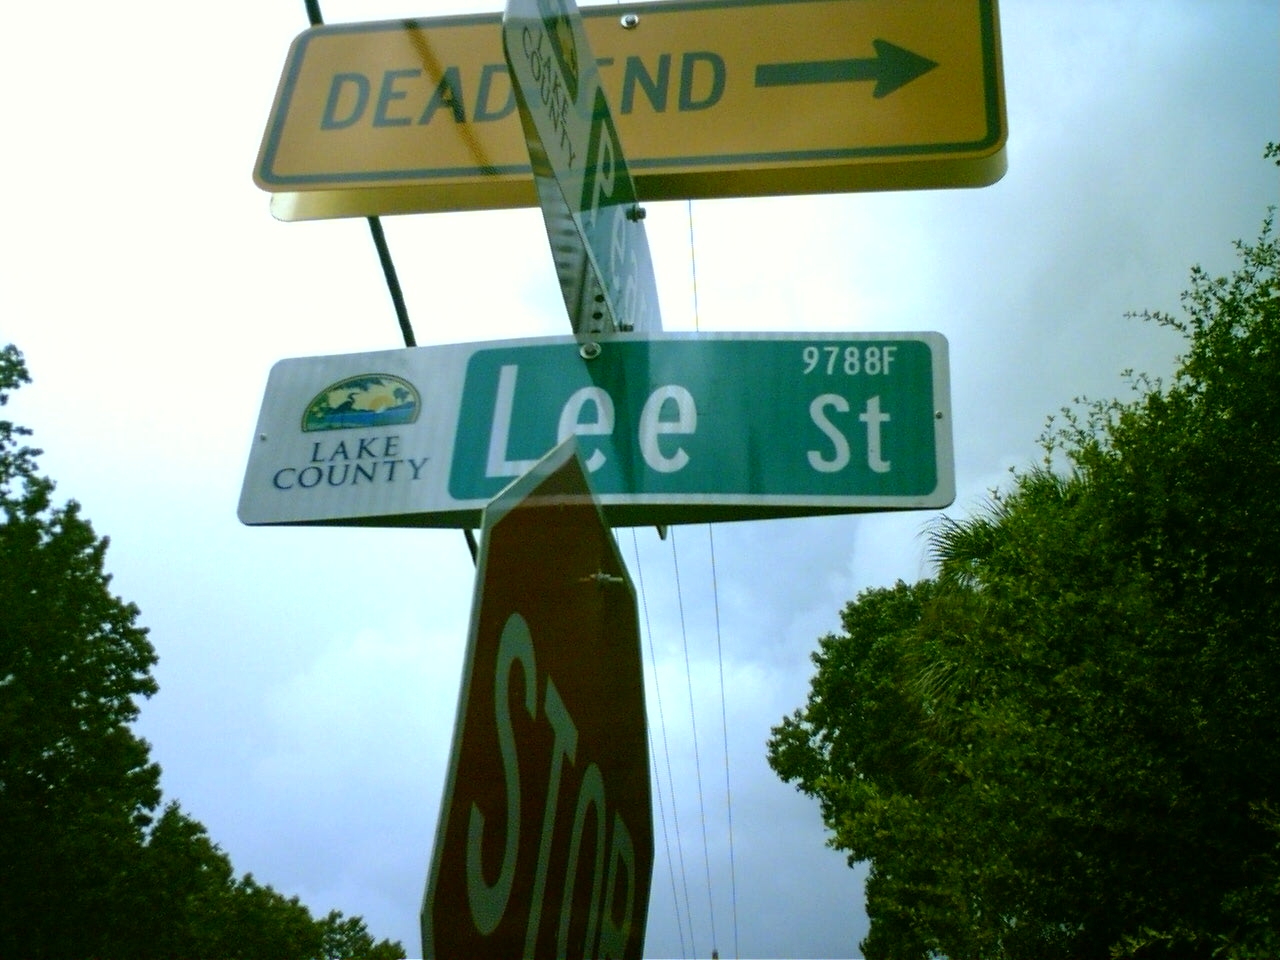 DEAD END
LAKE
COUNTY
9788F
Lee St
LAKE
COUNTY
STOP